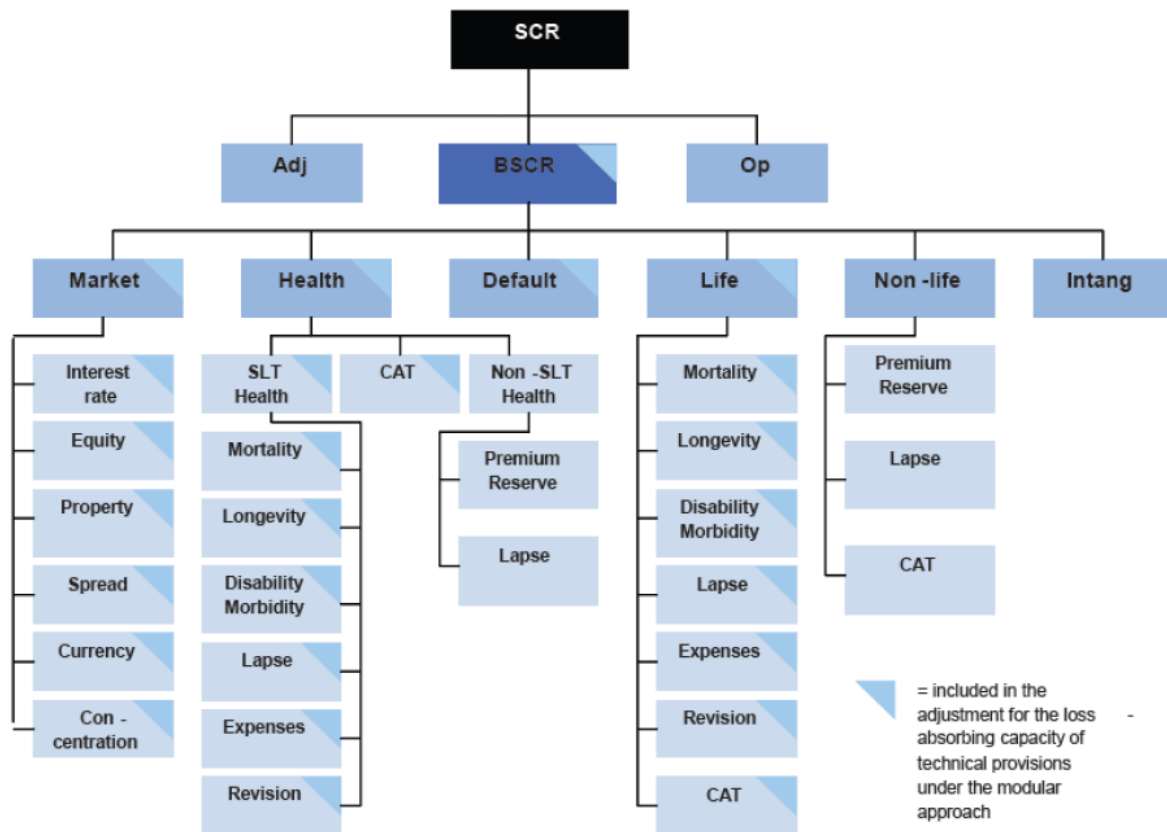 SCR
Adj
BSCR
Op
Market
Health
Default
Life
Non -life
Intang
Interest
rate
Equity
Property
Spread
Currency
Con -
centration
SLT
Health
CAT
Non -SLT
Health
Mortality
Longevity
Disability
Morbidity
Lapse
Expenses
Revision
Premium
Reserve
Lapse
Mortality
Longevity
Disability
Morbidity
Lapse
Expenses
Revision
CAT
Premium
Reserve
Lapse
CAT
= included in the
adjustment for the loss -
absorbing capacity of
technical provisions
under the modular
approach